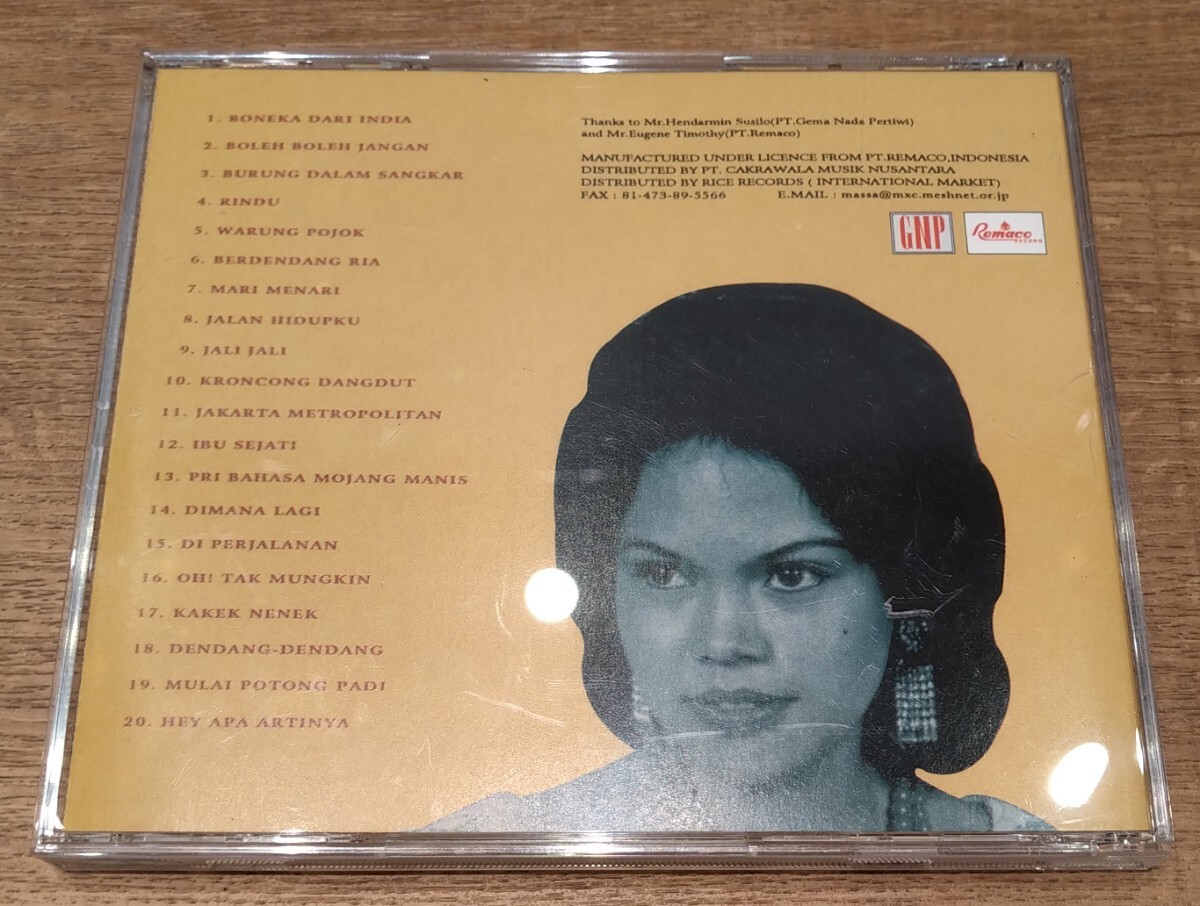 1. BONEKA DARI INDIA
2. BOLEH BOLEH JANGAN
3. BURUNG DALAM SANGKAR
4. RINDU
5. WARUNG POJOK
6. BERDENDANG RIA
7. MARI MENARI
8. JALAN HIDUPKU
9. JALI JALI
10. KRONCONG DANGDUT
11. JAKARTA METROPOLITAN
12. IBU SEJATI
13. PRI BAHASA MOJANG MANIS
14. DIMANA LAGI
15. DI PERJALANAN
16. OH! TAK MUNGKIN
17. KAKEK NENEK
18. DENDANG-DENDANG
19. MULAI POTONG PADI
20. HEY APA ARTINYA
Thanks to Mr.Hendarmin Susilo(PT.Gema Nada Pertiwi)
and Mr.Eugene Timothy(PT.Remaco)
MANUFACTURED UNDER LICENCE FROM PT.REMACO,INDONESIA
DISTRIBUTED BY PT. CAKRAWALA MUSIK NUSANTARA
DISTRIBUTED BY RICE RECORDS ( INTERNATIONAL MARKET)
FAX : 81-473-89-5566 E.MAIL : massa@mxc.meshnet.or.jp
GNP
Remaco
RECORD